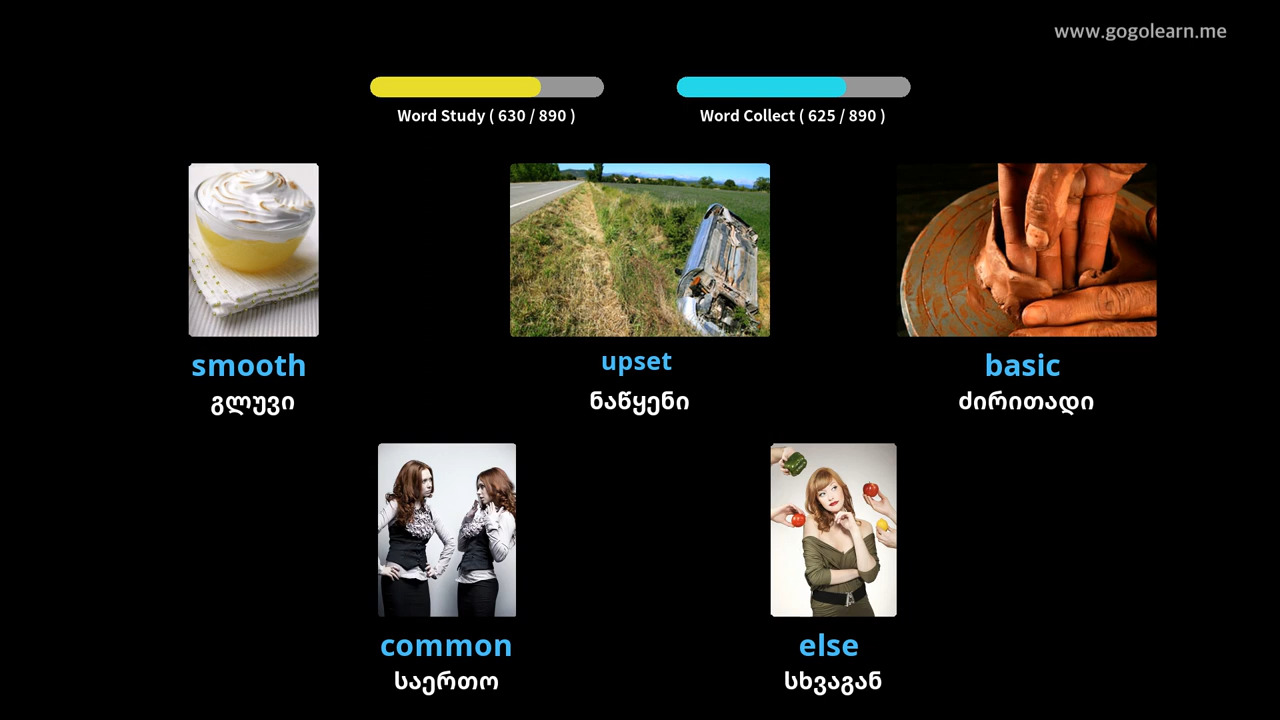 www.gogolearn.me
Word Study ( 630 / 890 )
Word Collect ( 625 / 890 )
smooth
გლუვი
upset
ნაწყენი
basic
ძირითადი
common
საერთო
else
სხვაგან